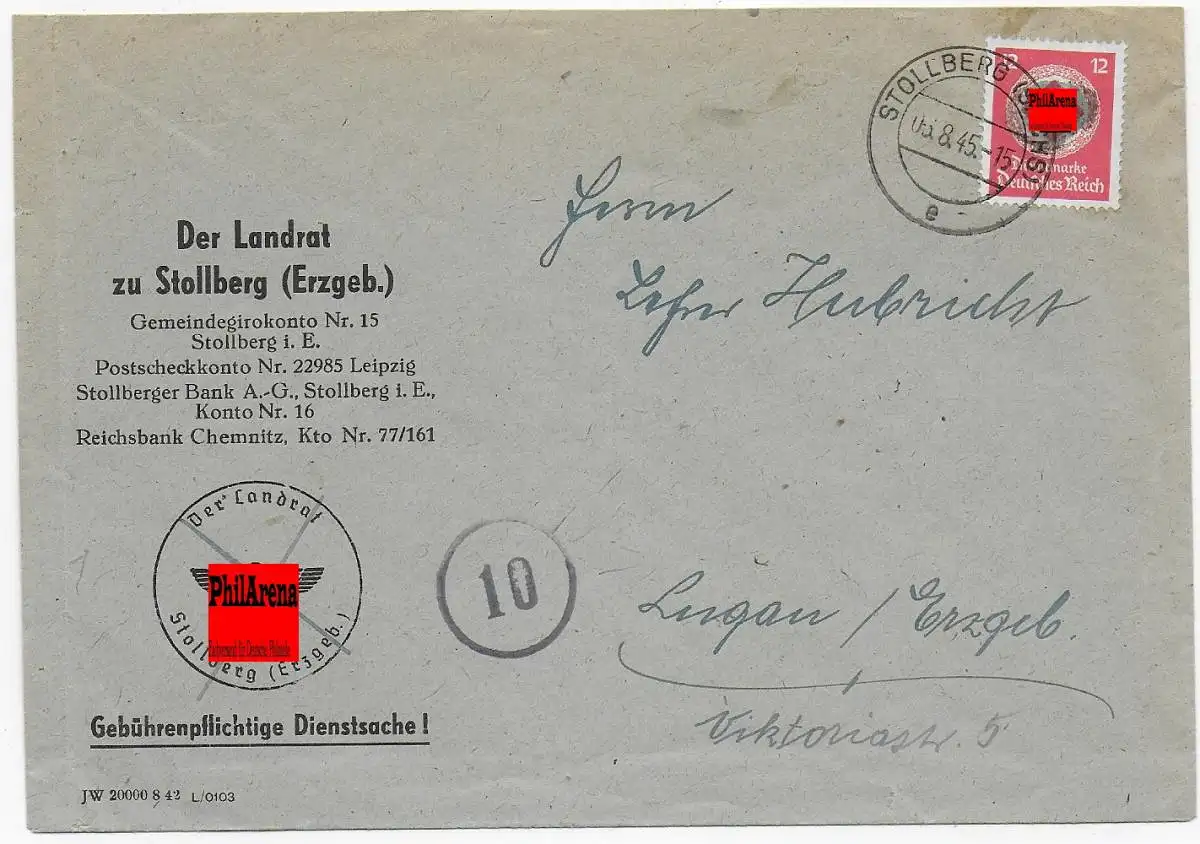 Der Landrat
zu Stollberg (Erzgeb.)
Gemeindegirokonto Nr. 15
Stollberg i. E.
Postscheckkonto Nr. 22985 Leipzig
Stollberger Bank A.-G., Stollberg i. E.,
Konto Nr. 16
Reichsbank Chemnitz, Kto Nr. 77/161
Der Landrat
PhilArena
Stollberg (Erzgeb.)
Gebührenpflichtige Dienstsache!
JW 20000 8 42 L/0103
10
STOLLBERG
8.45.-15
e
12 12
PhilArena
Deutsches Reich
Herrn
Lehrer Hubricht
Lugau / Erzgeb.
Viktoriastr. 5